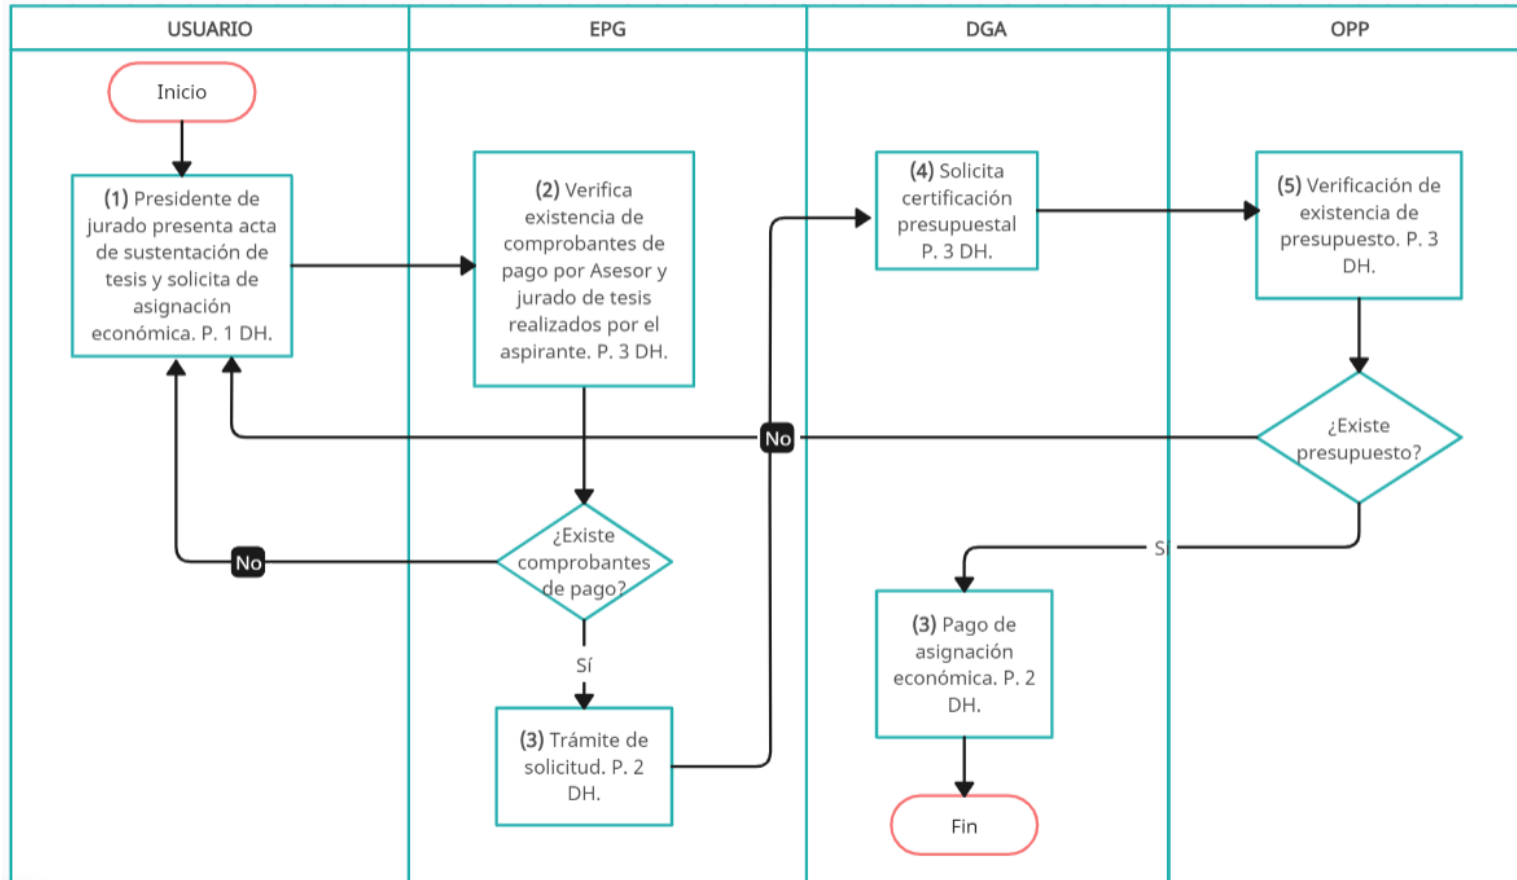 USUARIO
EPG
DGA
OPP
Inicio
(1) Presidente de
jurado presenta acta
de sustentación de
tesis y solicita de
asignación
económica. P. 1 DH.
(2) Verifica
existencia de
comprobantes de
pago por Asesor y
jurado de tesis
realizados por el
aspirante. P. 3 DH.
(4) Solicita
certificación
presupuestal
P. 3 DH.
(5) Verificación de
existencia de
presupuesto. P. 3
DH.
No
¿Existe
presupuesto?
No
¿Existe
comprobantes
de pago?
Sí
Sí
(3) Trámite de
solicitud. P. 2
DH.
(3) Pago de
asignación
económica. P. 2
DH.
Fin